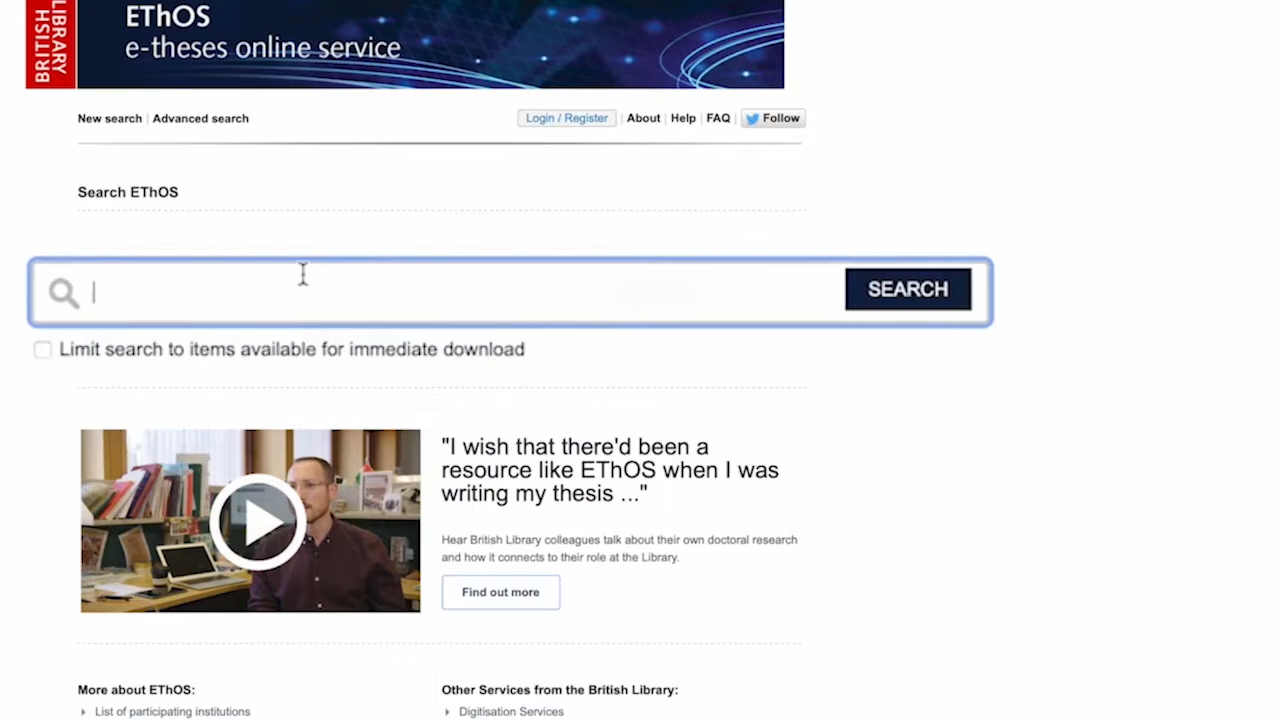 BRITISH
LIBRARY
EThOS
e-theses online service
New search | Advanced search
Login / Register | About | Help | FAQ | Follow
Search EThOS
SEARCH
Limit search to items available for immediate download
"I wish that there'd been a
resource like EThOS when I was
writing my thesis ..."
Hear British Library colleagues talk about their own doctoral research
and how it connects to their role at the Library.
Find out more
More about EThOS:
List of participating institutions
Other Services from the British Library:
Digitisation Services